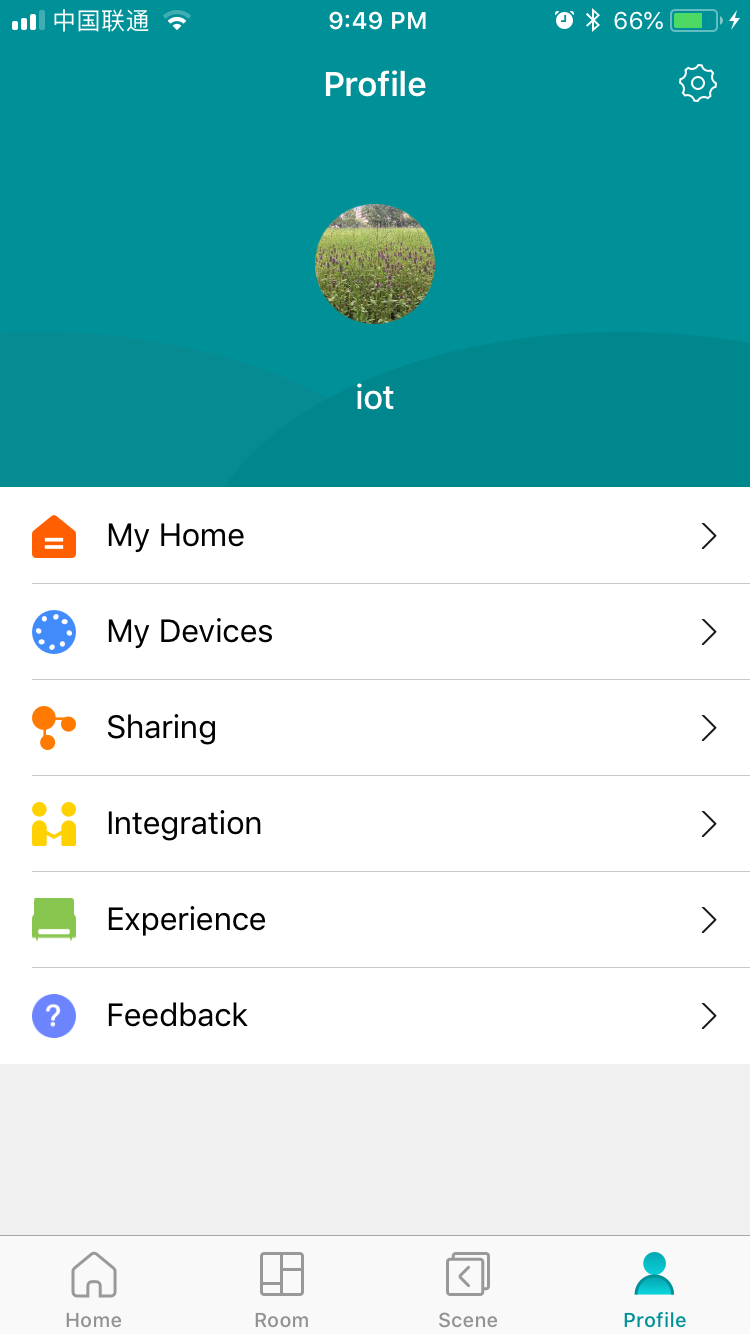 中国联通 9:49 PM 66%
Profile
iot
My Home
My Devices
Sharing
Integration
Experience
? Feedback
Home Room Scene Profile